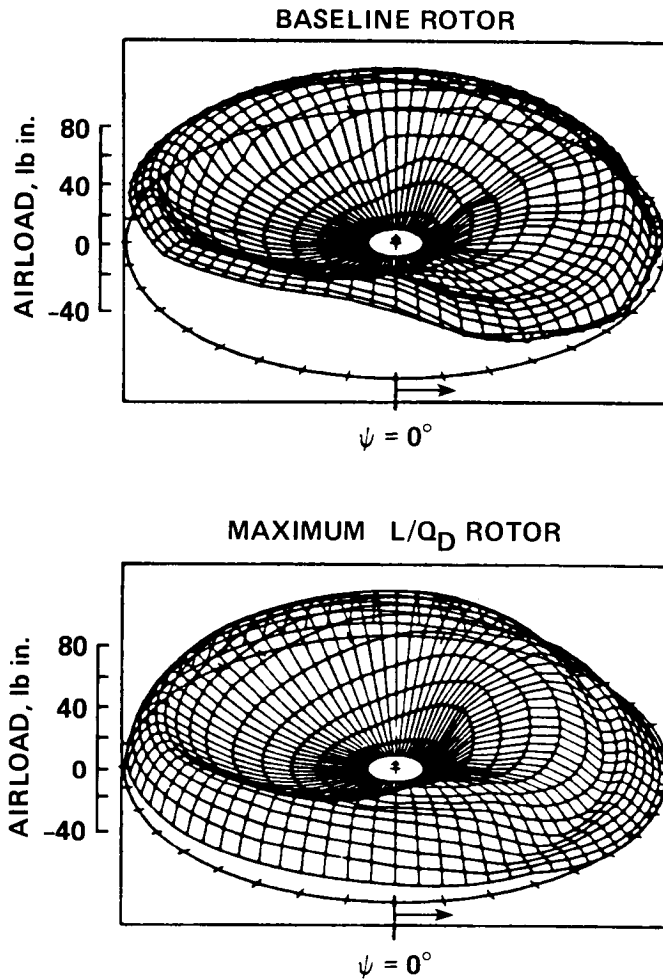 BASELINE ROTOR
AIRLOAD, lb in.
80
40
0
-40
ψ = 0°
MAXIMUM L/Q_D ROTOR
AIRLOAD, lb in.
80
40
0
-40
ψ = 0°